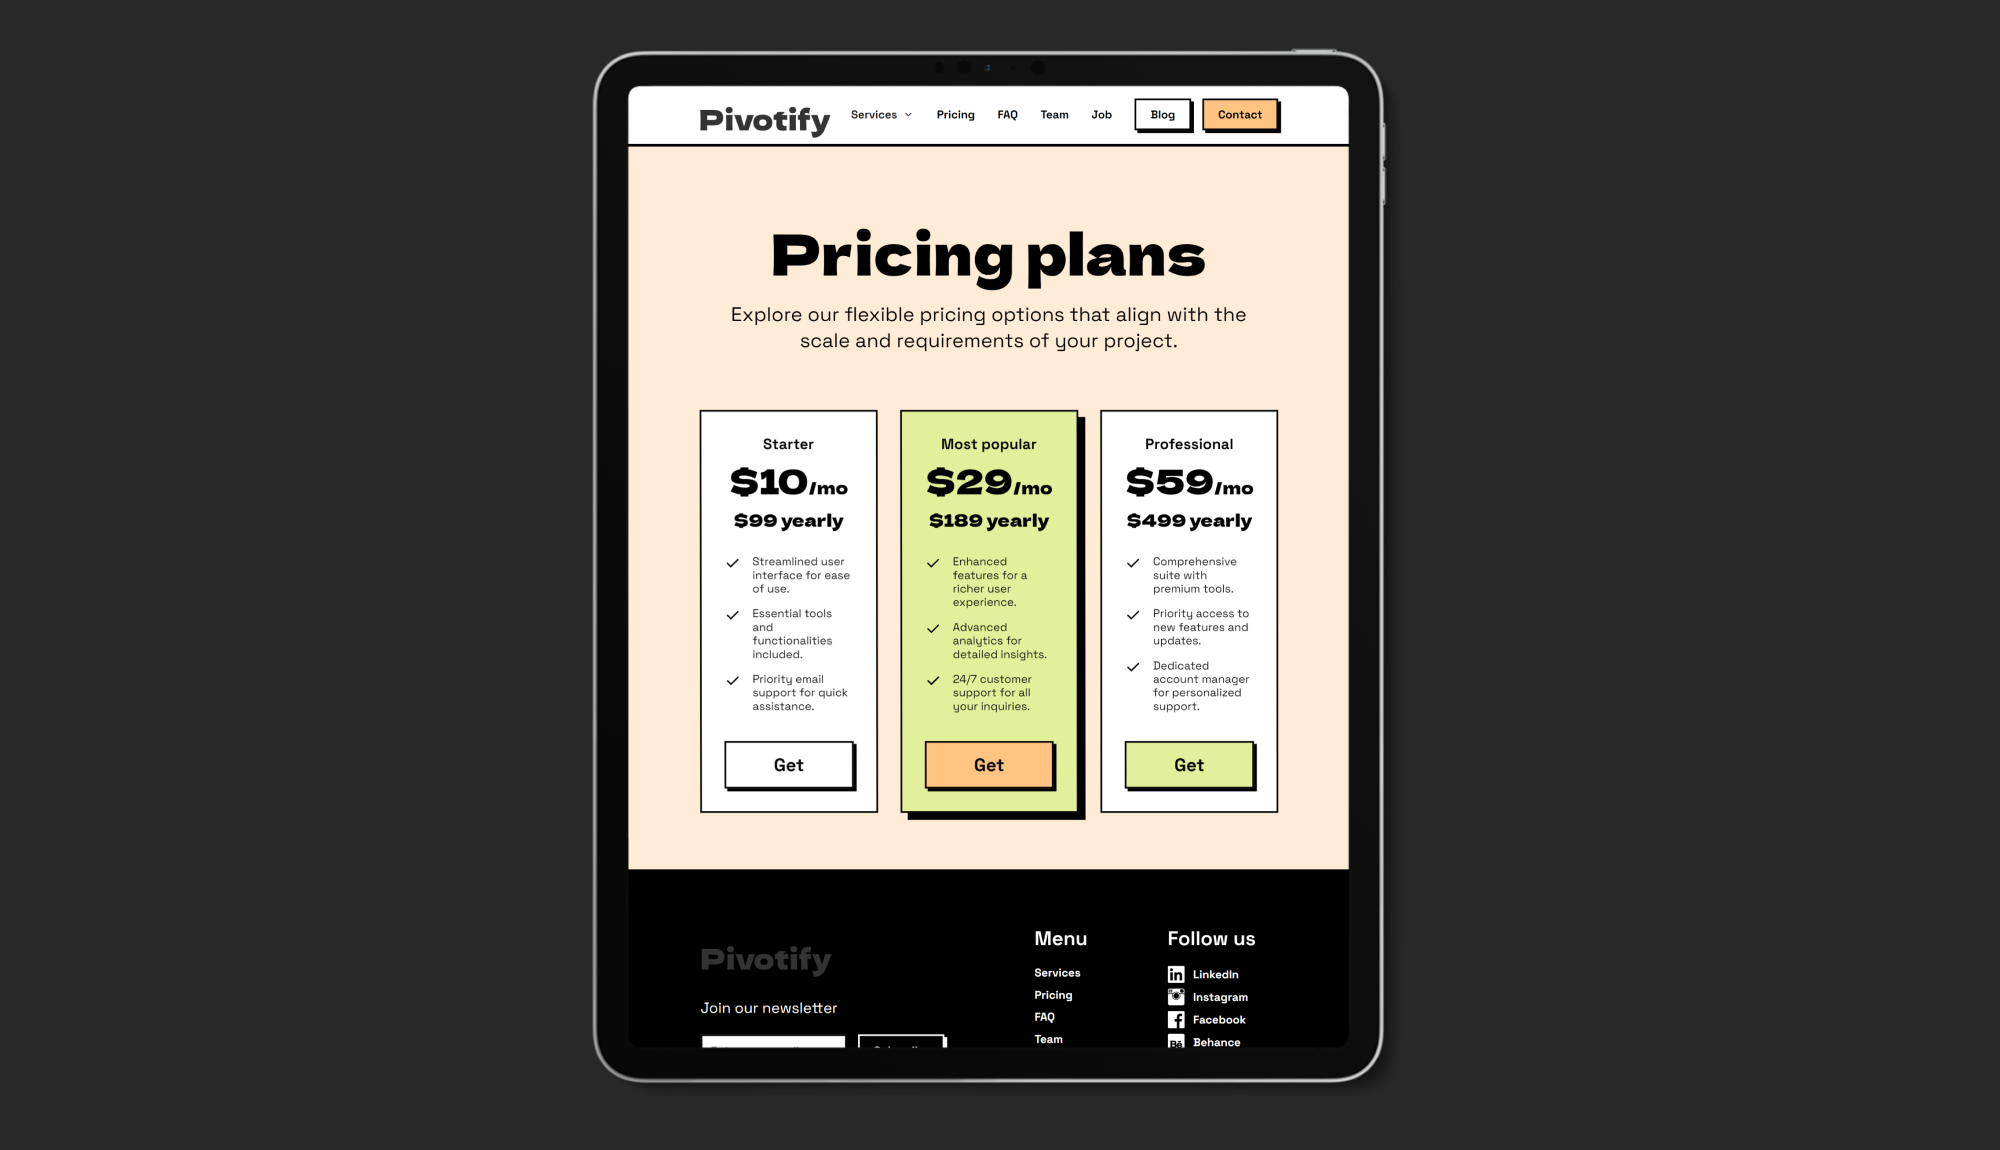 Pivotify
Services
Pricing
FAQ
Team
Job
Blog
Contact
Pricing plans
Explore our flexible pricing options that align with the
scale and requirements of your project.
Starter
$10/mo
$99 yearly
Streamlined user
interface for ease
of use.
Essential tools
and
functionalities
included.
Priority email
support for quick
assistance.
Get
Most popular
$29/mo
$189 yearly
Enhanced
features for a
richer user
experience.
Advanced
analytics for
detailed insights.
24/7 customer
support for all
your inquiries.
Get
Professional
$59/mo
$499 yearly
Comprehensive
suite with
premium tools.
Priority access to
new features and
updates.
Dedicated
account manager
for personalized
support.
Get
Pivotify
Join our newsletter
Menu
Services
Pricing
FAQ
Team
Follow us
LinkedIn
Instagram
Facebook
Behance